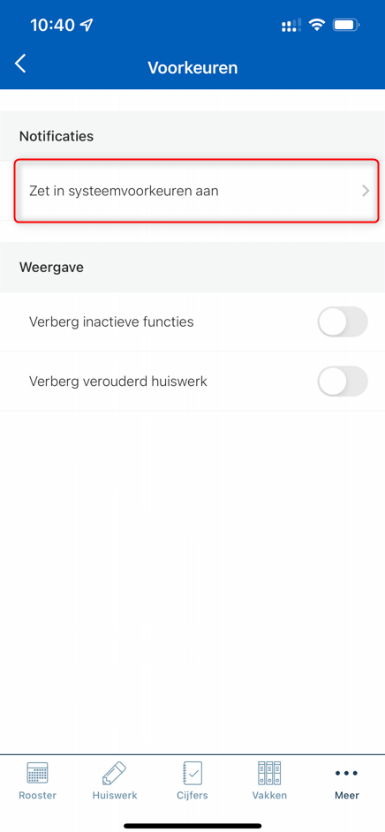 10:40
Voorkeuren
Notificaties
Zet in systeemvoorkeuren aan
Weergave
Verberg inactieve functies
Verberg verouderd huiswerk
Rooster Huiswerk Cijfers Vakken Meer